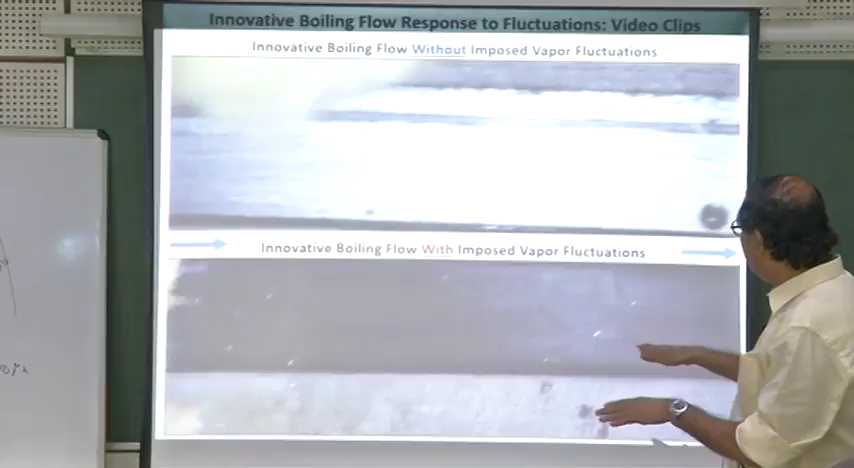 Innovative Boiling Flow Response to Fluctuations: Video Clips
Innovative Boiling Flow Without Imposed Vapor Fluctuations
Innovative Boiling Flow With Imposed Vapor Fluctuations